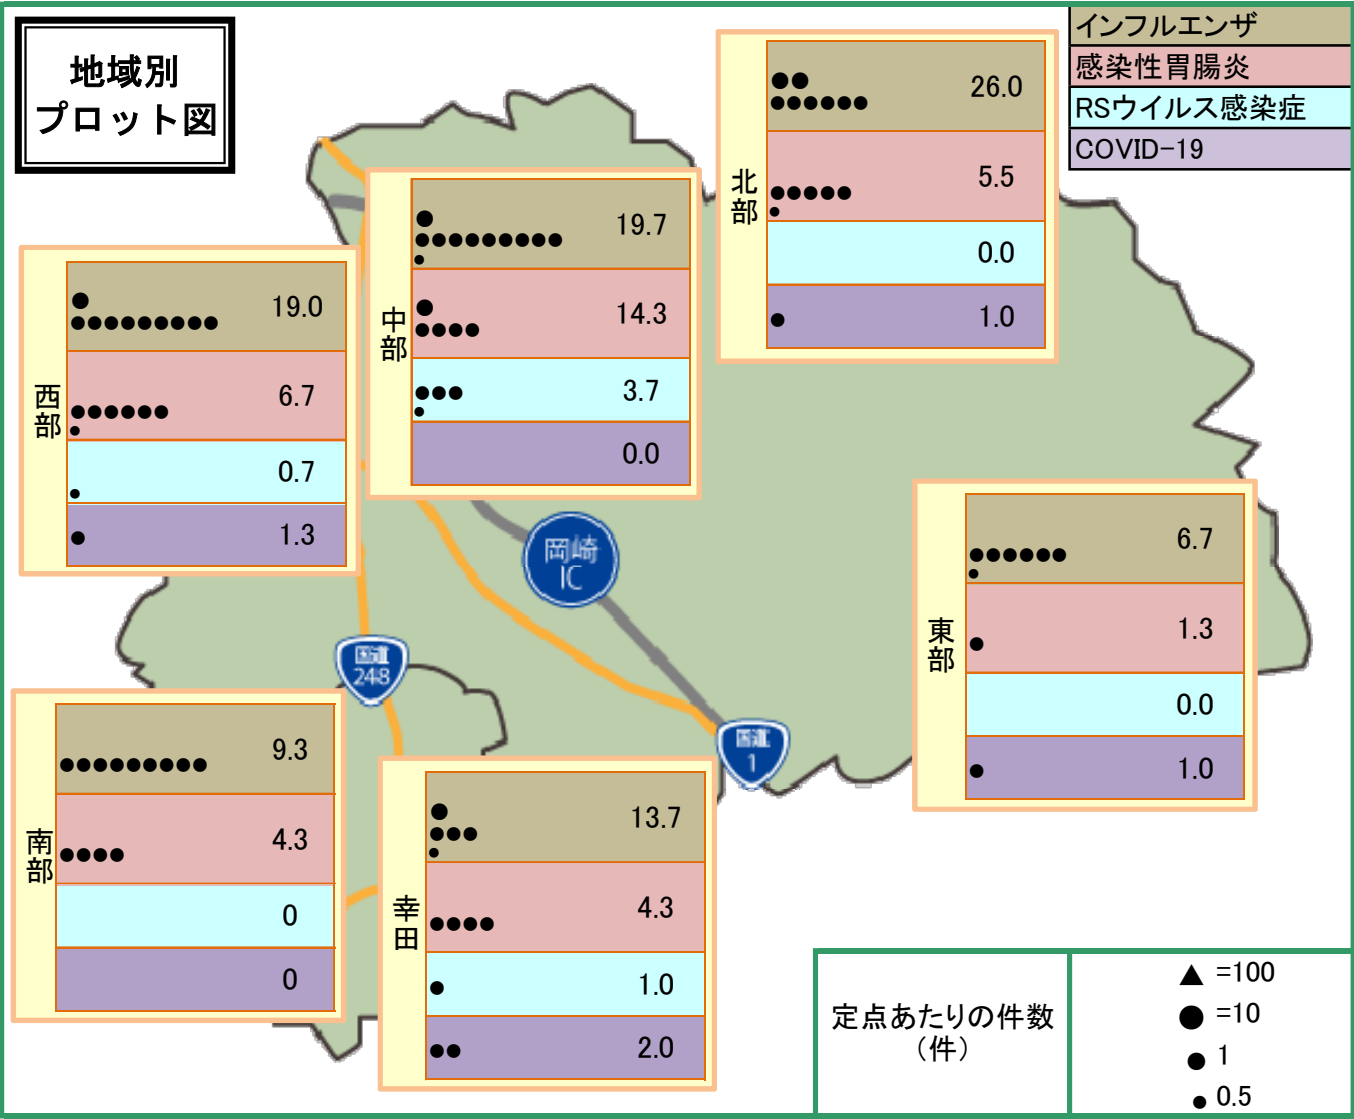 地域別
プロット図
インフルエンザ
感染性胃腸炎
RSウイルス感染症
COVID-19
北部
26.0
5.5
0.0
1.0
中部
19.7
14.3
3.7
0.0
西部
19.0
6.7
0.7
1.3
岡崎
IC
東部
6.7
1.3
0.0
1.0
国道
248
国道
1
南部
9.3
4.3
0
0
幸田
13.7
4.3
1.0
2.0
定点あたりの件数
（件）
▲ =100
● =10
● 1
● 0.5